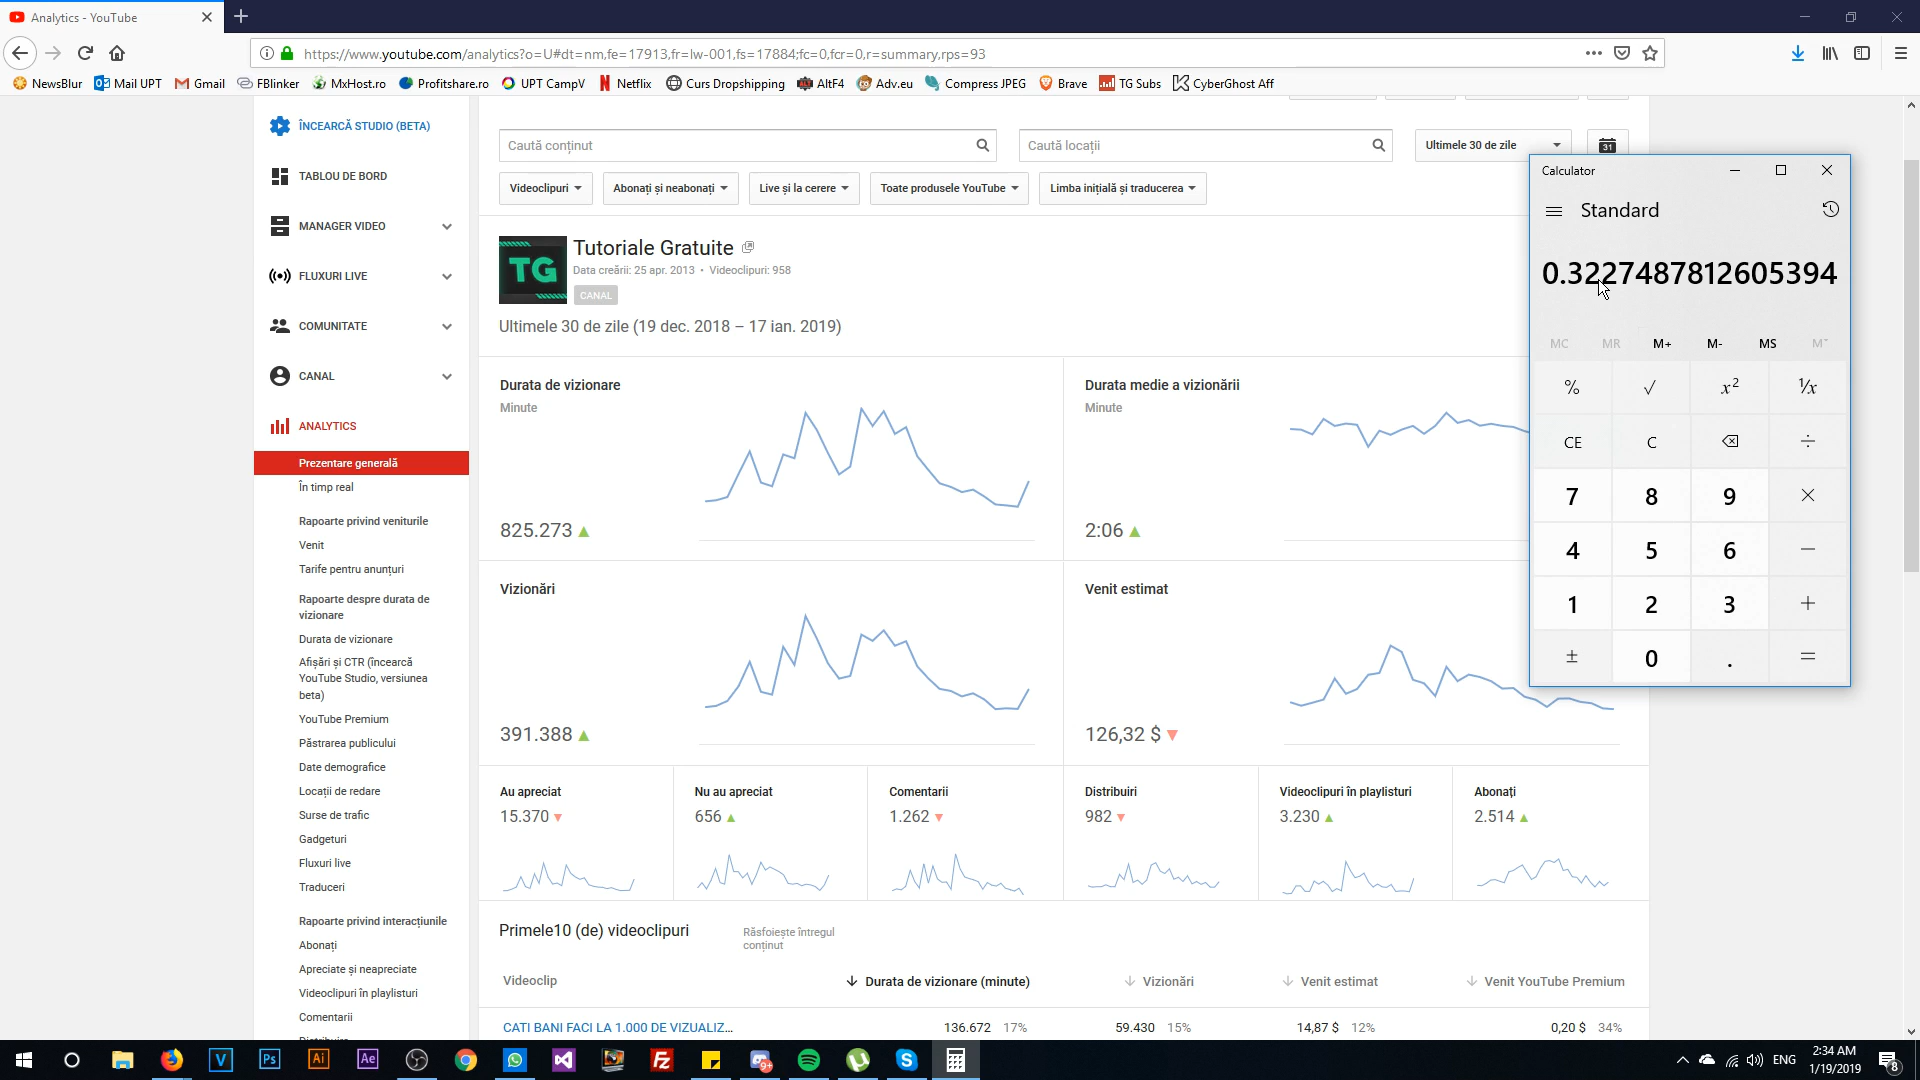 Analytics - YouTube
https://www.youtube.com/analytics?o=U#dt=nm,fe=17913,fr=lw-001,fs=17884;fc=0,fcr=0,r=summary,rps=93
NewsBlur Mail UPT Gmail FBlinker MxHost.ro Profitshare.ro UPT CampV Netflix Curs Dropshipping AltF4 Adv.eu Compress JPEG Brave TG Subs CyberGhost Aff
ÎNCEARCĂ STUDIO (BETA)
TABLOU DE BORD
MANAGER VIDEO
FLUXURI LIVE
COMUNITATE
CANAL
ANALYTICS
Prezentare generală
În timp real
Rapoarte privind veniturile
Venit
Tarife pentru anunțuri
Rapoarte despre durata de
vizionare
Durata de vizionare
Afișări și CTR (încearcă
YouTube Studio, versiunea
beta)
YouTube Premium
Păstrarea publicului
Date demografice
Locații de redare
Surse de trafic
Gadgeturi
Fluxuri live
Traduceri
Rapoarte privind interacțiunile
Abonați
Apreciate și neapreciate
Videoclipuri în playlisturi
Comentarii
Caută conținut
Caută locații
Ultimele 30 de zile
31
Videoclipuri
Abonați și neabonați
Live și la cerere
Toate produsele YouTube
Limba inițială și traducerea
TG
Tutoriale Gratuite
Data creării: 25 apr. 2013 • Videoclipuri: 958
CANAL
Ultimele 30 de zile (19 dec. 2018 – 17 ian. 2019)
Durata de vizionare
Minute
825.273
Durata medie a vizionării
Minute
2:06
Vizionări
391.388
Venit estimat
126,32 $
Au apreciat
15.370
Nu au apreciat
656
Comentarii
1.262
Distribuiri
982
Videoclipuri în playlisturi
3.230
Abonați
2.514
Primele10 (de) videoclipuri
Răsfoiește întregul
conținut
Videoclip Durata de vizionare (minute) Vizionări Venit estimat Venit YouTube Premium
CATI BANI FACI LA 1.000 DE VIZUALIZ... 136.672 17% 59.430 15% 14,87 $ 12% 0,20 $ 34%
Calculator
Standard
0.3227487812605394
MC MR M+ M- MS M˅
% √ x² ¹/x
CE C ÷
7 8 9 ×
4 5 6 −
1 2 3 +
± 0 . =
V Ps Ai Ae Fz 9+ S
ENG
2:34 AM
1/19/2019
8